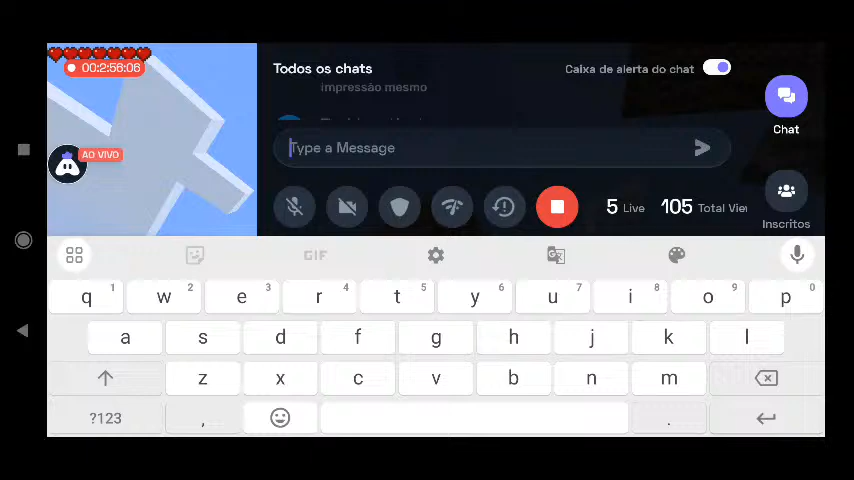 00:2:56:06
AO VIVO
Todos os chats
Caixa de alerta do chat
impressão mesmo
Type a Message
Chat
5 Live 105 Total Viev
Inscritos
GIF
q 1 w 2 e 3 r 4 t 5 y 6 u 7 i 8 o 9 p 0
a s d f g h j k l
z x c v b n m
?123 , .